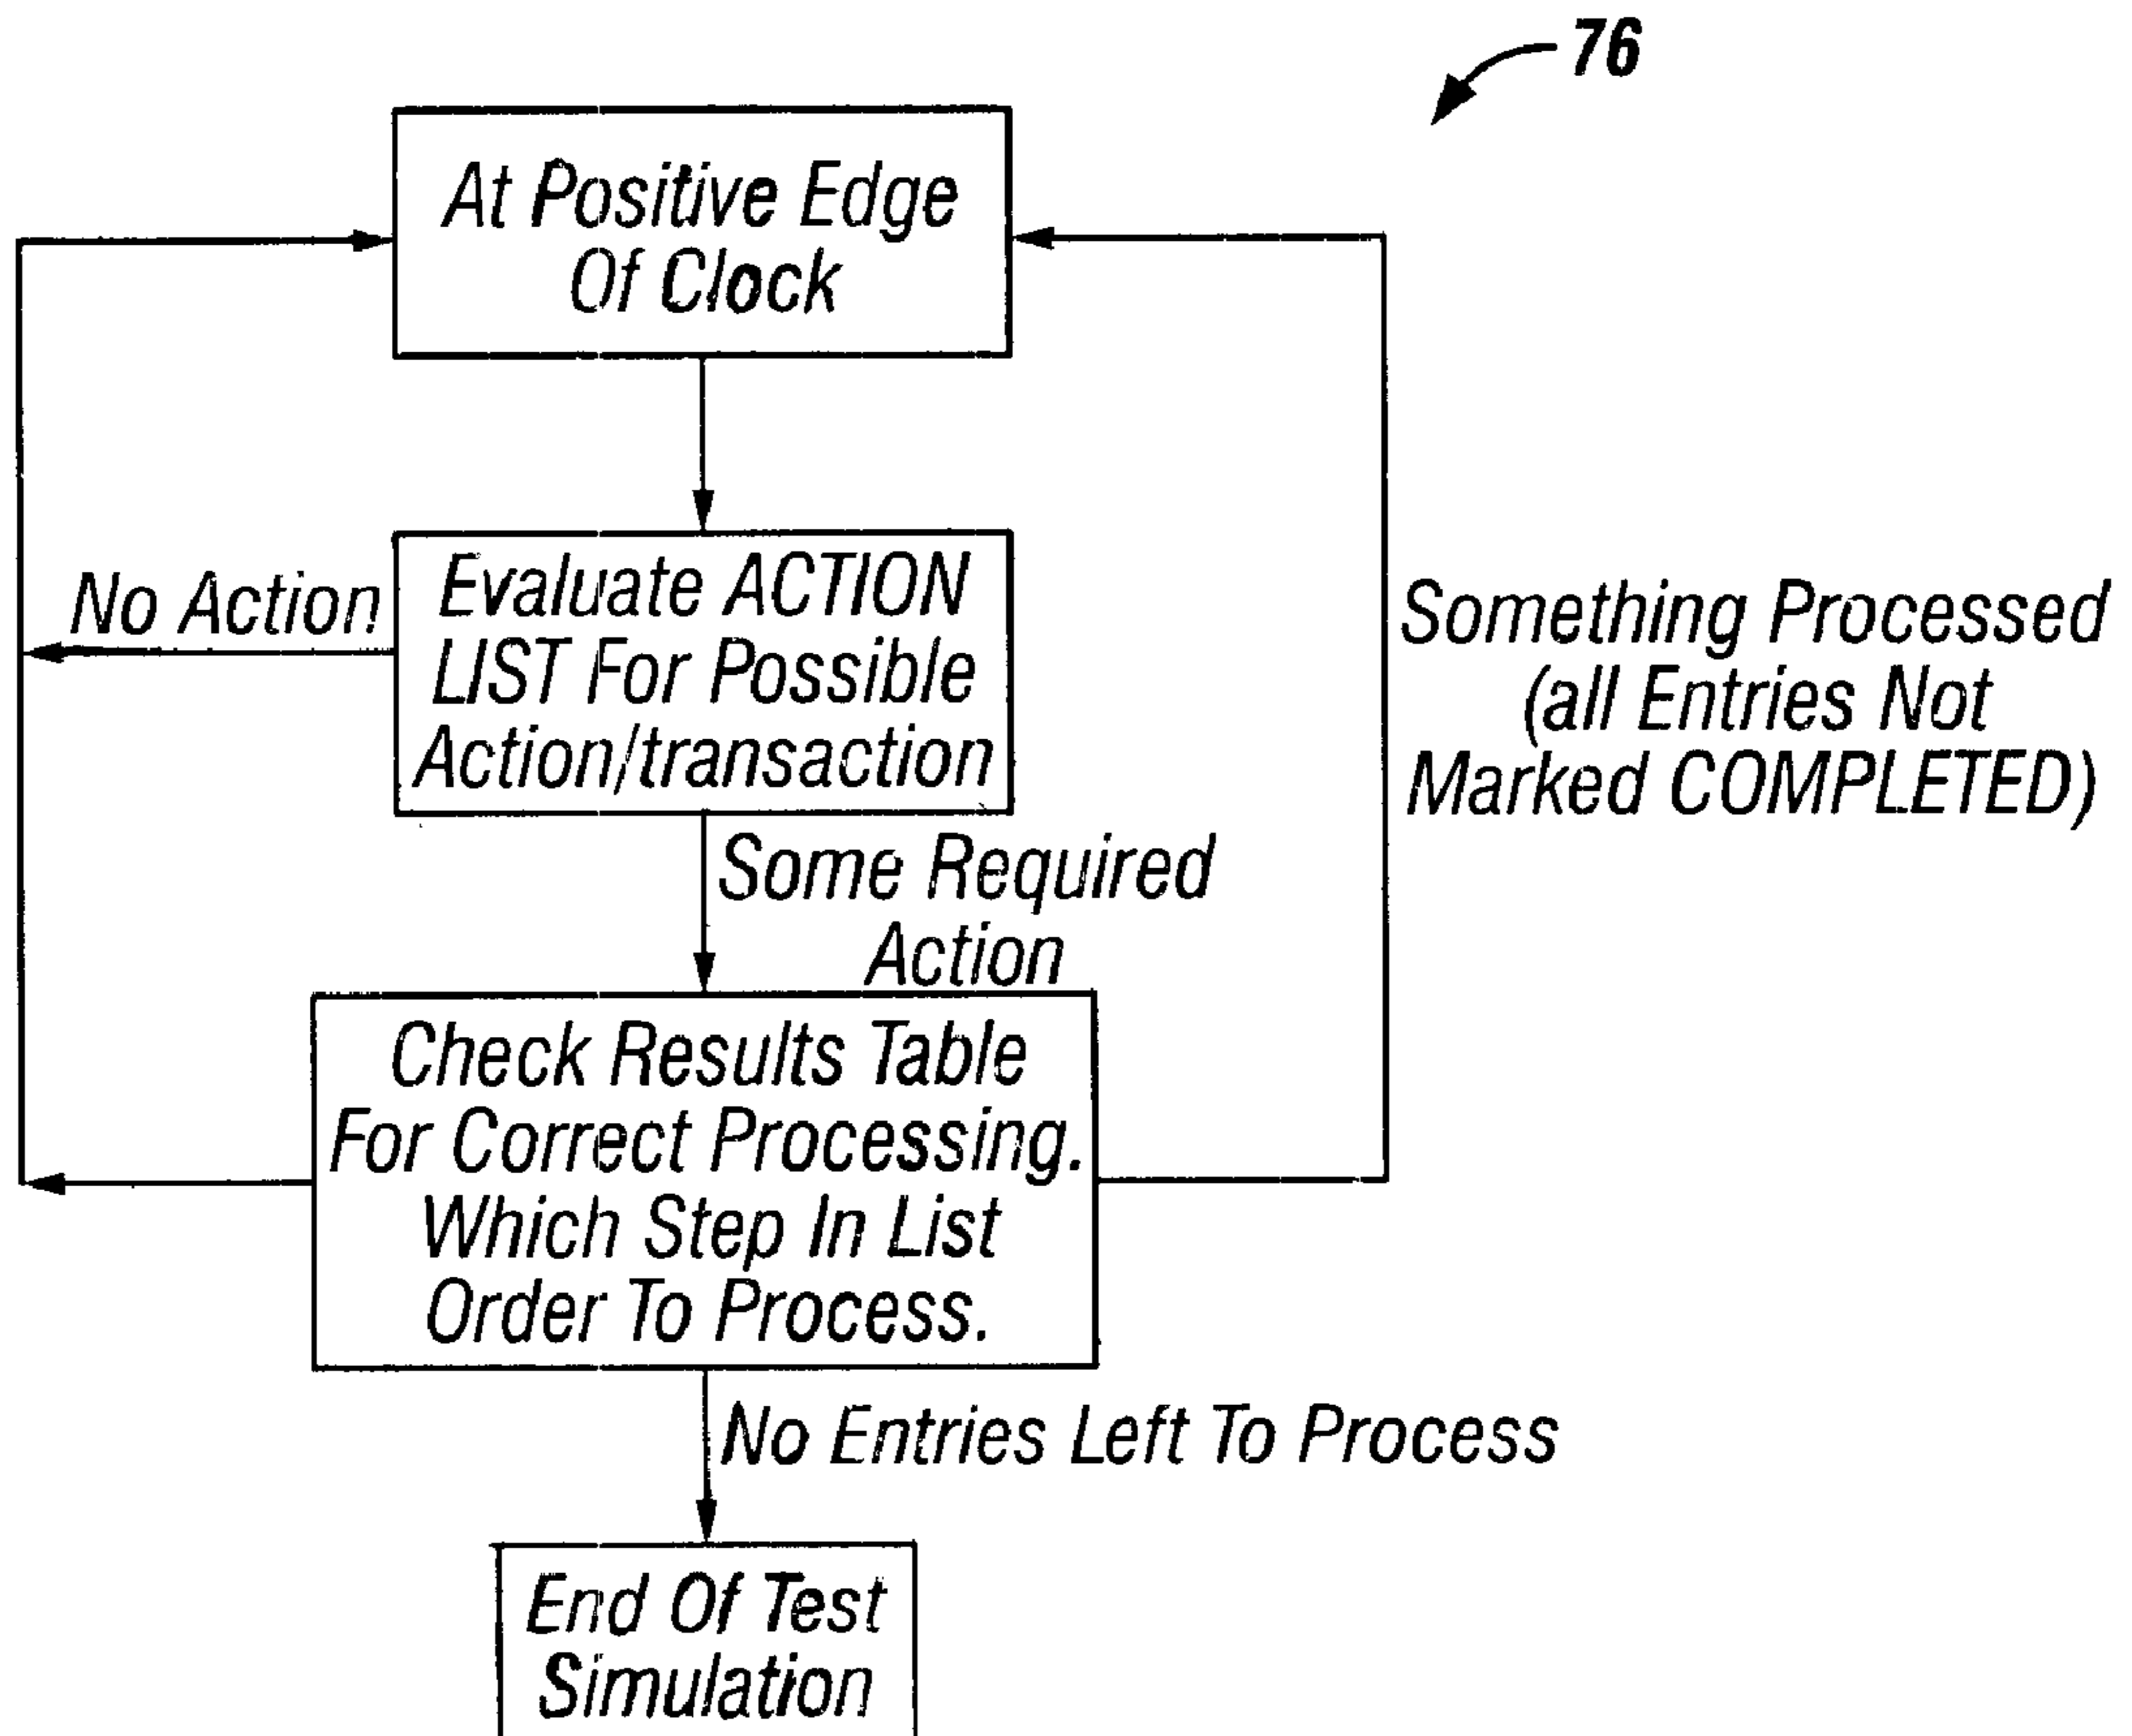 76
At Positive Edge
Of Clock
No Action
Evaluate ACTION
LIST For Possible
Action/transaction
Something Processed
(all Entries Not
Marked COMPLETED)
Some Required
Action
Check Results Table
For Correct Processing.
Which Step In List
Order To Process.
No Entries Left To Process
End Of Test
Simulation